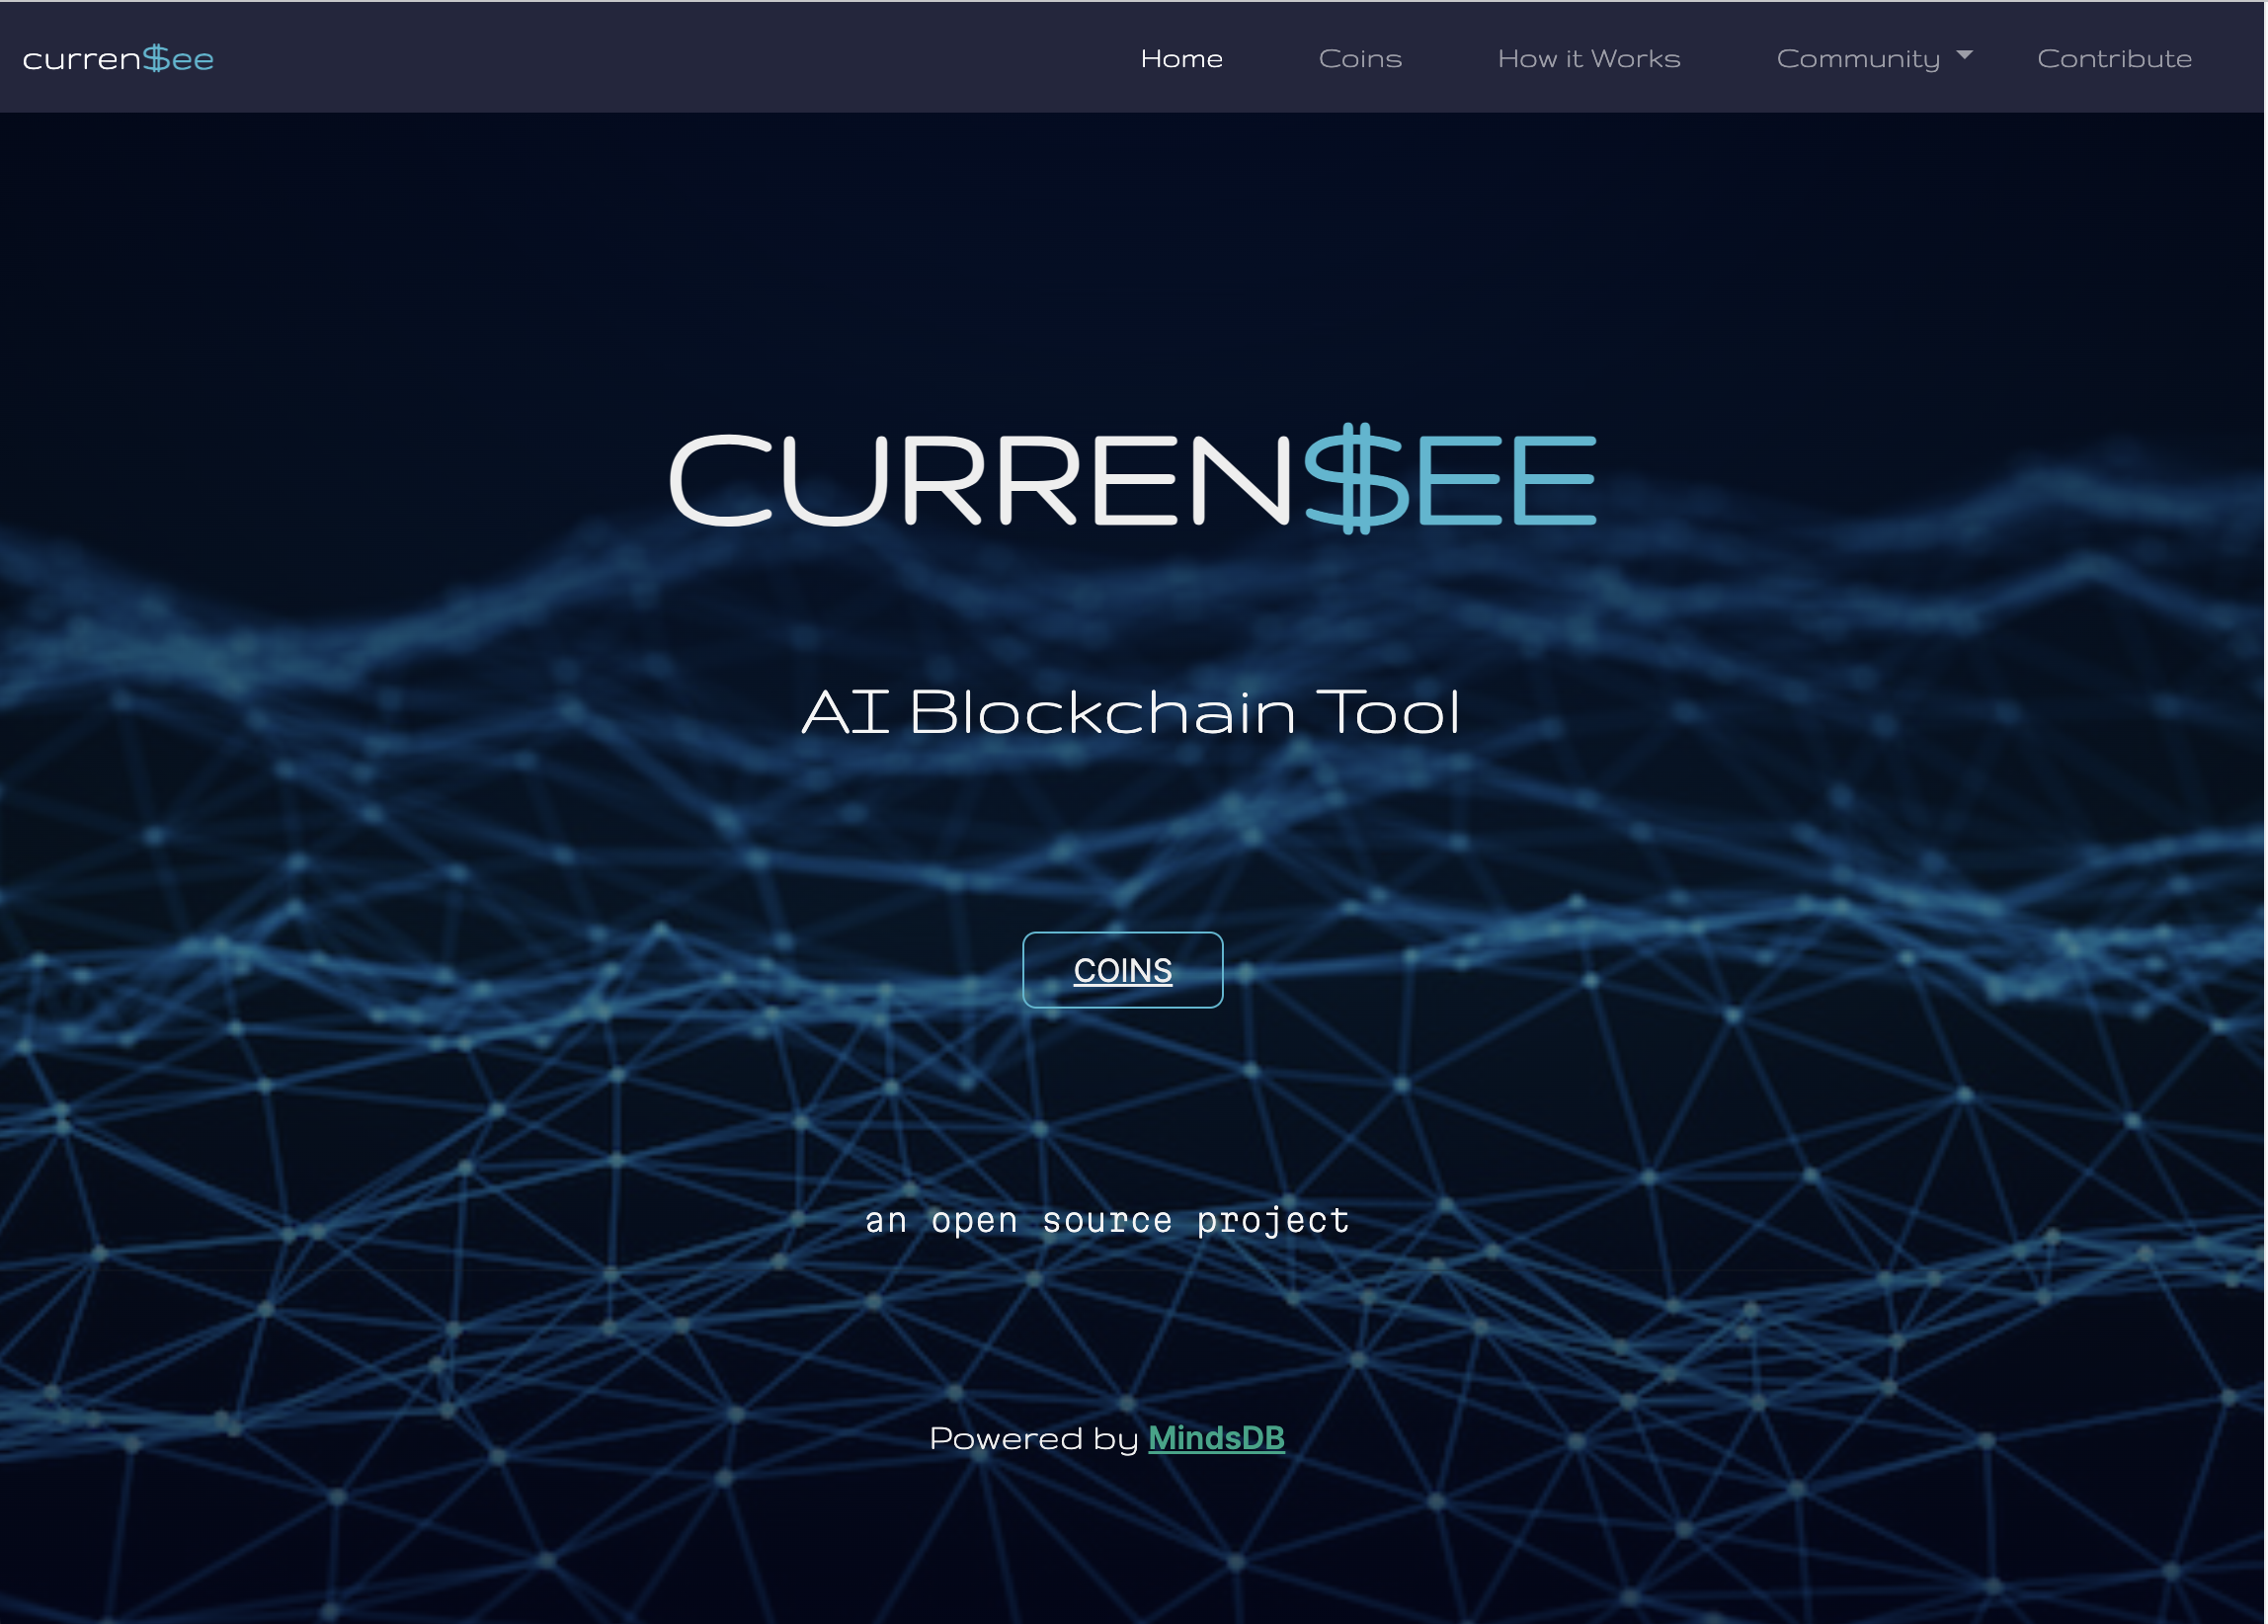 curren$ee
Home Coins How it Works Community Contribute
CURREN$EE
AI Blockchain Tool
COINS
an open source project
Powered by MindsDB